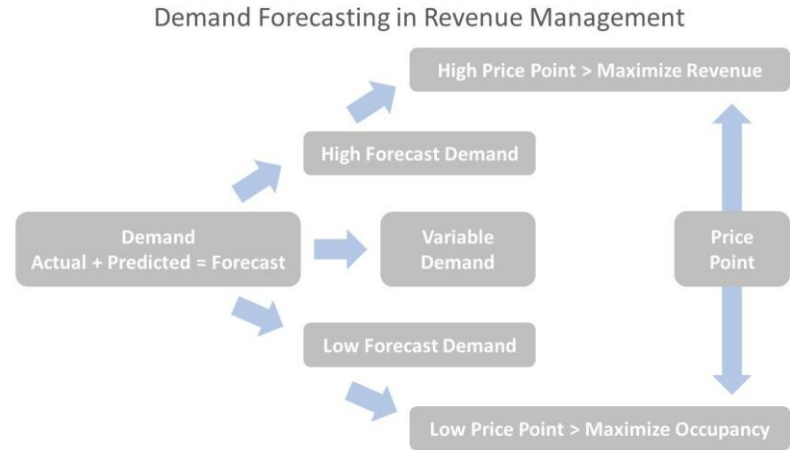 Demand Forecasting in Revenue Management
High Price Point > Maximize Revenue
High Forecast Demand
Demand
Actual + Predicted = Forecast
Variable
Demand
Price
Point
Low Forecast Demand
Low Price Point > Maximize Occupancy